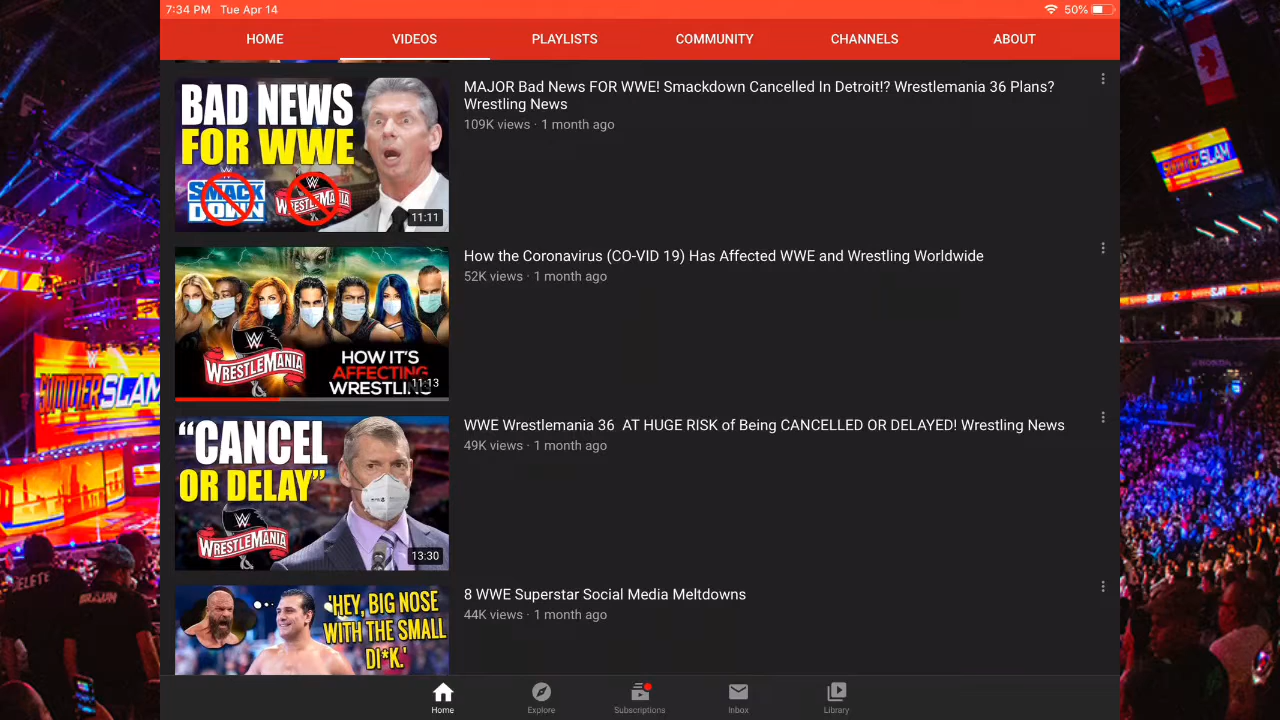 7:34 PM Tue Apr 14
50%
HOME VIDEOS PLAYLISTS COMMUNITY CHANNELS ABOUT
BAD NEWS
FOR WWE
SMACK
DOWN
WRESTLEMANIA
11:11
MAJOR Bad News FOR WWE! Smackdown Cancelled In Detroit!? Wrestlemania 36 Plans?
Wrestling News
109K views · 1 month ago
WRESTLEMANIA
HOW IT'S
AFFECTING
WRESTLING
11:13
How the Coronavirus (CO-VID 19) Has Affected WWE and Wrestling Worldwide
52K views · 1 month ago
"CANCEL
OR DELAY"
WRESTLEMANIA
13:30
WWE Wrestlemania 36 AT HUGE RISK of Being CANCELLED OR DELAYED! Wrestling News
49K views · 1 month ago
'HEY, BIG NOSE
WITH THE SMALL
DI*K.'
8 WWE Superstar Social Media Meltdowns
44K views · 1 month ago
Home Explore Subscriptions Inbox Library
SUMMERSLAM
DELETE
BRAUN
SUMMERSLAM